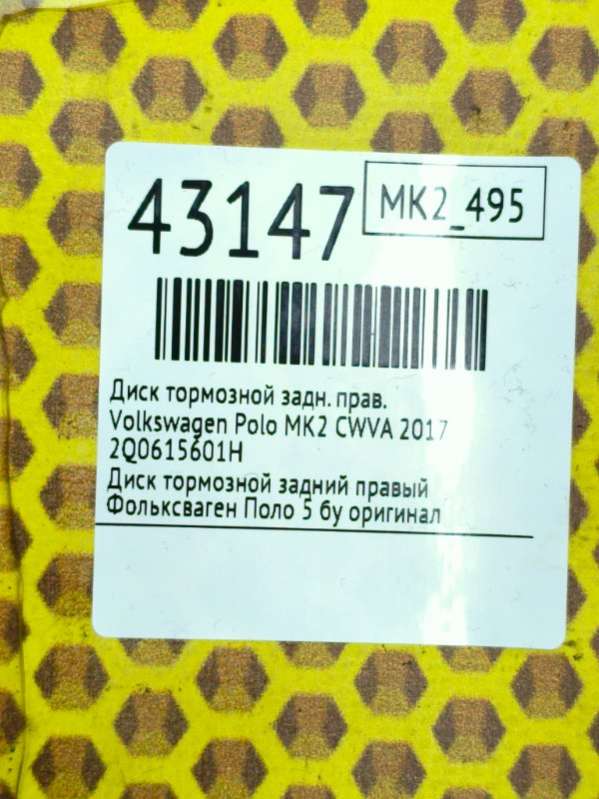 43147
MK2_495
Диск тормозной задн. прав.
Volkswagen Polo MK2 CWVA 2017
2Q0615601H
Диск тормозной задний правый
Фольксваген Поло 5 бу оригинал